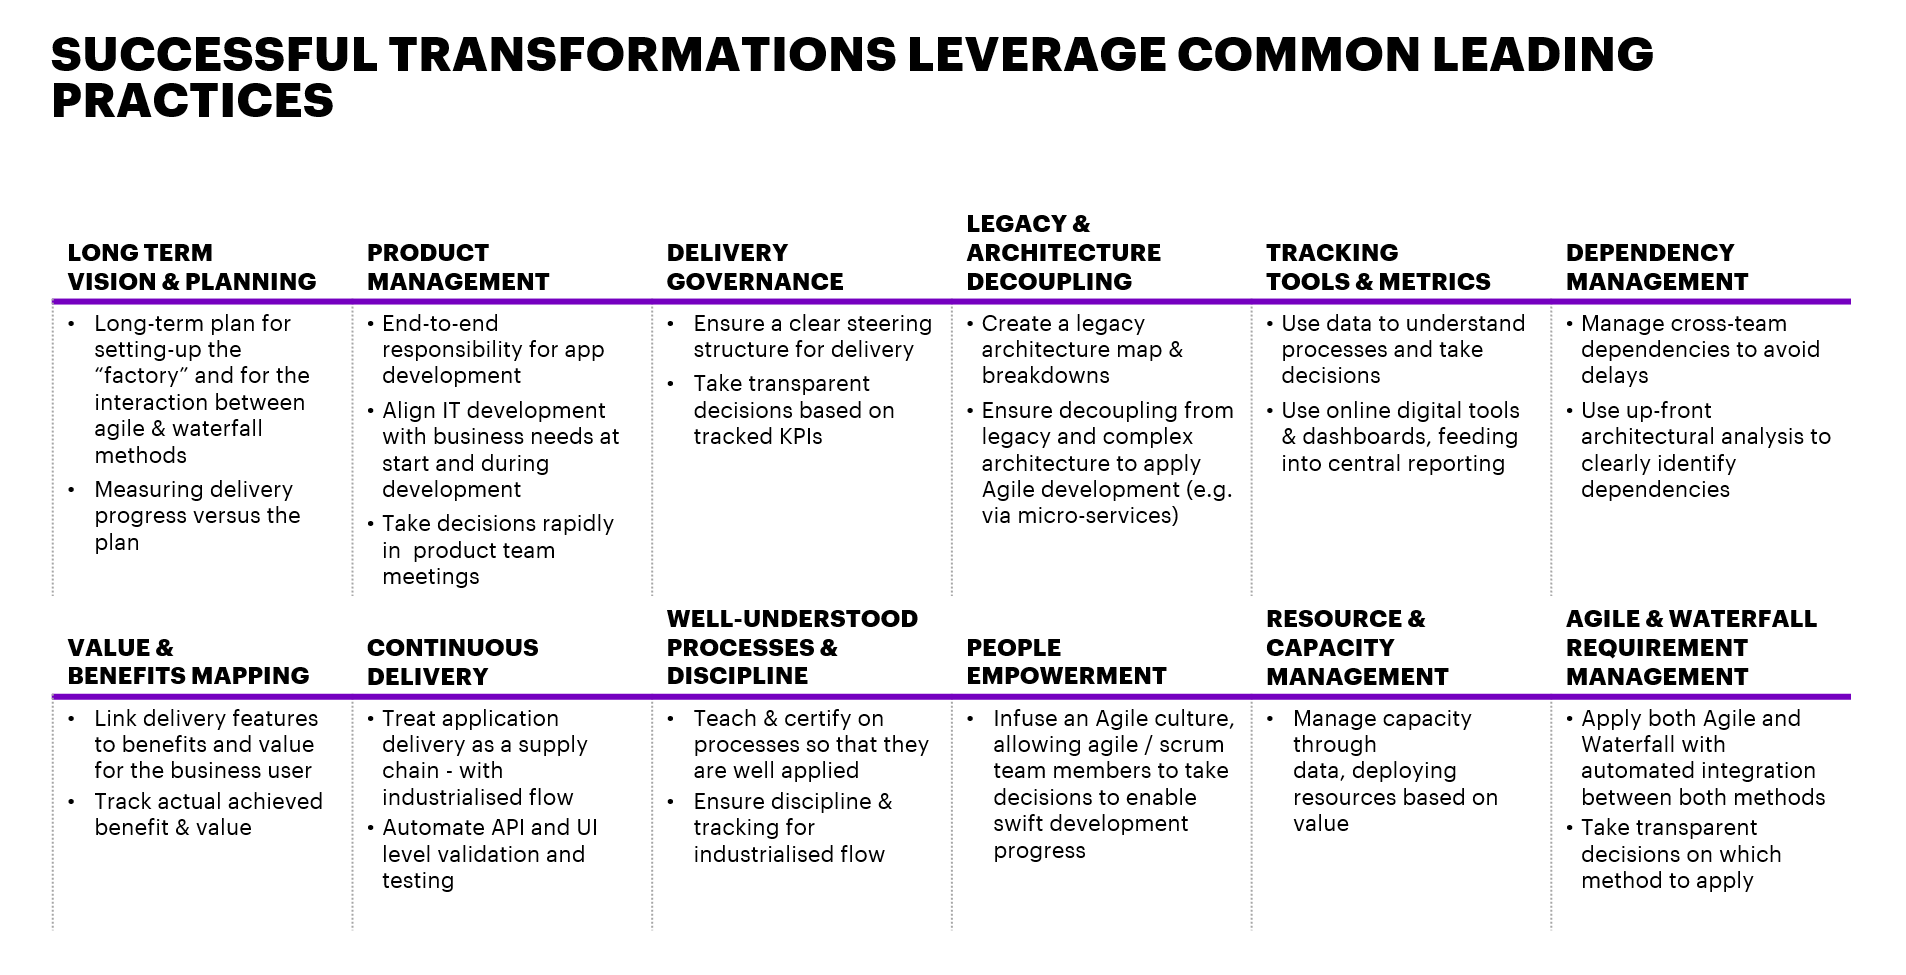 SUCCESSFUL TRANSFORMATIONS LEVERAGE COMMON LEADING
PRACTICES
LONG TERM
VISION & PLANNING
• Long-term plan for
setting-up the
“factory” and for the
interaction between
agile & waterfall
methods
• Measuring delivery
progress versus the
plan
PRODUCT
MANAGEMENT
• End-to-end
responsibility for app
development
• Align IT development
with business needs at
start and during
development
• Take decisions rapidly
in  product team
meetings
DELIVERY
GOVERNANCE
• Ensure a clear steering
structure for delivery
• Take transparent
decisions based on
tracked KPIs
LEGACY &
ARCHITECTURE
DECOUPLING
• Create a legacy
architecture map &
breakdowns
• Ensure decoupling from
legacy and complex
architecture to apply
Agile development (e.g.
via micro-services)
TRACKING
TOOLS & METRICS
• Use data to understand
processes and take
decisions
• Use online digital tools
& dashboards, feeding
into central reporting
DEPENDENCY
MANAGEMENT
• Manage cross-team
dependencies to avoid
delays
• Use up-front
architectural analysis to
clearly identify
dependencies
VALUE &
BENEFITS MAPPING
• Link delivery features
to benefits and value
for the business user
• Track actual achieved
benefit & value
CONTINUOUS
DELIVERY
• Treat application
delivery as a supply
chain - with
industrialised flow
• Automate API and UI
level validation and
testing
WELL-UNDERSTOOD
PROCESSES &
DISCIPLINE
• Teach & certify on
processes so that they
are well applied
• Ensure discipline &
tracking for
industrialised flow
PEOPLE
EMPOWERMENT
• Infuse an Agile culture,
allowing agile / scrum
team members to take
decisions to enable
swift development
progress
RESOURCE &
CAPACITY
MANAGEMENT
• Manage capacity
through
data, deploying
resources based on
value
AGILE & WATERFALL
REQUIREMENT
MANAGEMENT
• Apply both Agile and
Waterfall with
automated integration
between both methods
• Take transparent
decisions on which
method to apply